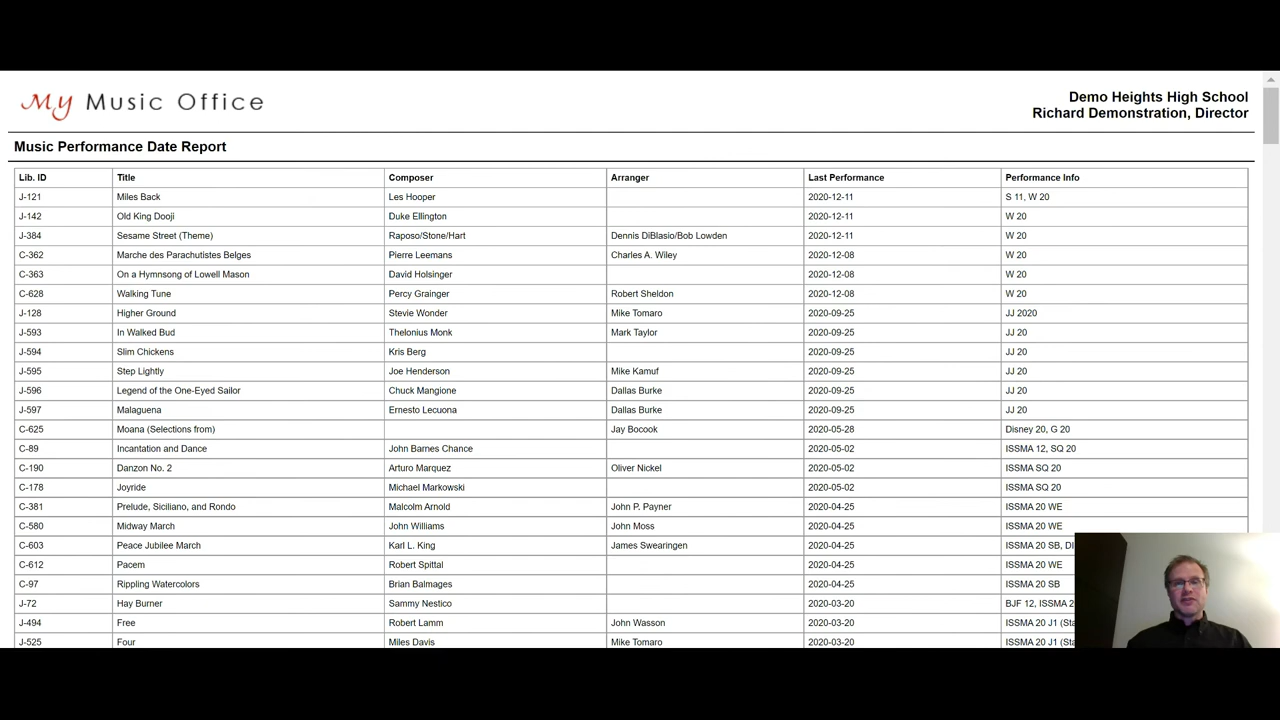 My Music Office
Demo Heights High School
Richard Demonstration, Director
Music Performance Date Report
Lib. ID Title Composer Arranger Last Performance Performance Info
J-121 Miles Back Les Hooper 2020-12-11 S 11, W 20
J-142 Old King Dooji Duke Ellington 2020-12-11 W 20
J-384 Sesame Street (Theme) Raposo/Stone/Hart Dennis DiBlasio/Bob Lowden 2020-12-11 W 20
C-362 Marche des Parachutistes Belges Pierre Leemans Charles A. Wiley 2020-12-08 W 20
C-363 On a Hymnsong of Lowell Mason David Holsinger 2020-12-08 W 20
C-628 Walking Tune Percy Grainger Robert Sheldon 2020-12-08 W 20
J-128 Higher Ground Stevie Wonder Mike Tomaro 2020-09-25 JJ 2020
J-593 In Walked Bud Thelonius Monk Mark Taylor 2020-09-25 JJ 20
J-594 Slim Chickens Kris Berg 2020-09-25 JJ 20
J-595 Step Lightly Joe Henderson Mike Kamuf 2020-09-25 JJ 20
J-596 Legend of the One-Eyed Sailor Chuck Mangione Dallas Burke 2020-09-25 JJ 20
J-597 Malaguena Ernesto Lecuona Dallas Burke 2020-09-25 JJ 20
C-625 Moana (Selections from) Jay Bocook 2020-05-28 Disney 20, G 20
C-89 Incantation and Dance John Barnes Chance 2020-05-02 ISSMA 12, SQ 20
C-190 Danzon No. 2 Arturo Marquez Oliver Nickel 2020-05-02 ISSMA SQ 20
C-178 Joyride Michael Markowski 2020-05-02 ISSMA SQ 20
C-381 Prelude, Siciliano, and Rondo Malcolm Arnold John P. Payner 2020-04-25 ISSMA 20 WE
C-580 Midway March John Williams John Moss 2020-04-25 ISSMA 20 WE
C-603 Peace Jubilee March Karl L. King James Swearingen 2020-04-25 ISSMA 20 SB, DI
C-612 Pacem Robert Spittal 2020-04-25 ISSMA 20 WE
C-97 Rippling Watercolors Brian Balmages 2020-04-25 ISSMA 20 SB
J-72 Hay Burner Sammy Nestico 2020-03-20 BJF 12, ISSMA 2
J-494 Free Robert Lamm John Wasson 2020-03-20 ISSMA 20 J1 (Sta
J-525 Four Miles Davis Mike Tomaro 2020-03-20 ISSMA 20 J1 (Sta